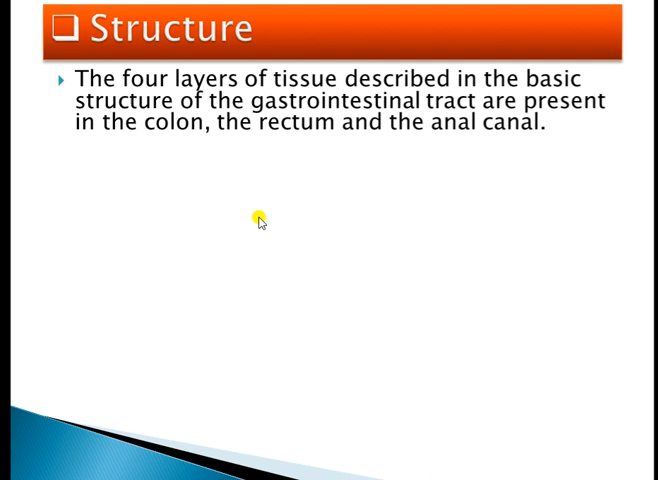 Structure
The four layers of tissue described in the basic
structure of the gastrointestinal tract are present
in the colon, the rectum and the anal canal.